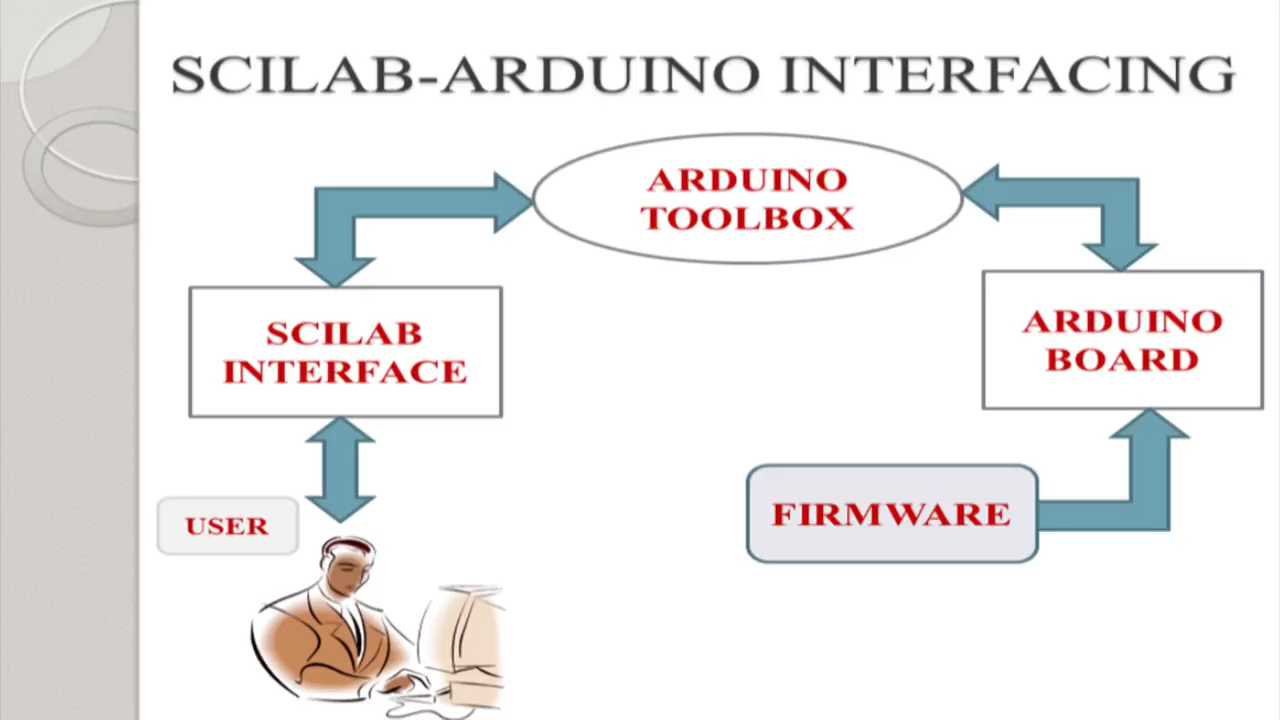 SCILAB-ARDUINO INTERFACING
ARDUINO
TOOLBOX
SCILAB
INTERFACE
ARDUINO
BOARD
USER
FIRMWARE